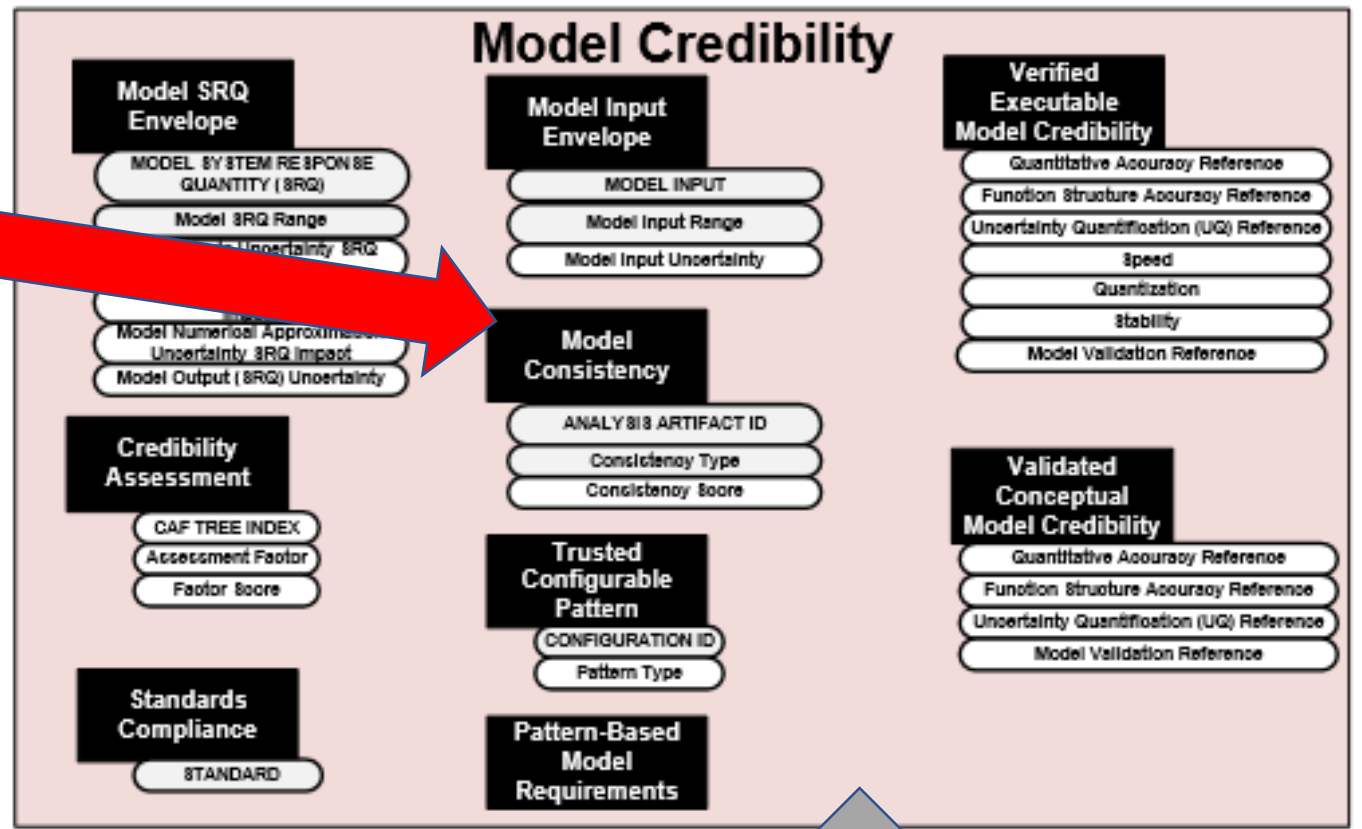 Model Credibility
Model SRQ
Envelope
MODEL SYSTEM RESPONSE
QUANTITY (SRQ)
Model SRQ Range
Uncertainty SRQ
Model Numerical
Uncertainty SRQ Impact
Model Output (SRQ) Uncertainty
Credibility
Assessment
CAF TREE INDEX
Assessment Factor
Factor Score
Standards
Compliance
STANDARD
Model Input
Envelope
MODEL INPUT
Model Input Range
Model Input Uncertainty
Model
Consistency
ANALYSIS ARTIFACT ID
Consistency Type
Consistency Score
Trusted
Configurable
Pattern
CONFIGURATION ID
Pattern Type
Pattern-Based
Model
Requirements
Verified
Executable
Model Credibility
Quantitative Accuracy Reference
Function Structure Accuracy Reference
Uncertainty Quantification (UQ) Reference
Speed
Quantization
Stability
Model Validation Reference
Validated
Conceptual
Model Credibility
Quantitative Accuracy Reference
Function Structure Accuracy Reference
Uncertainty Quantification (UQ) Reference
Model Validation Reference